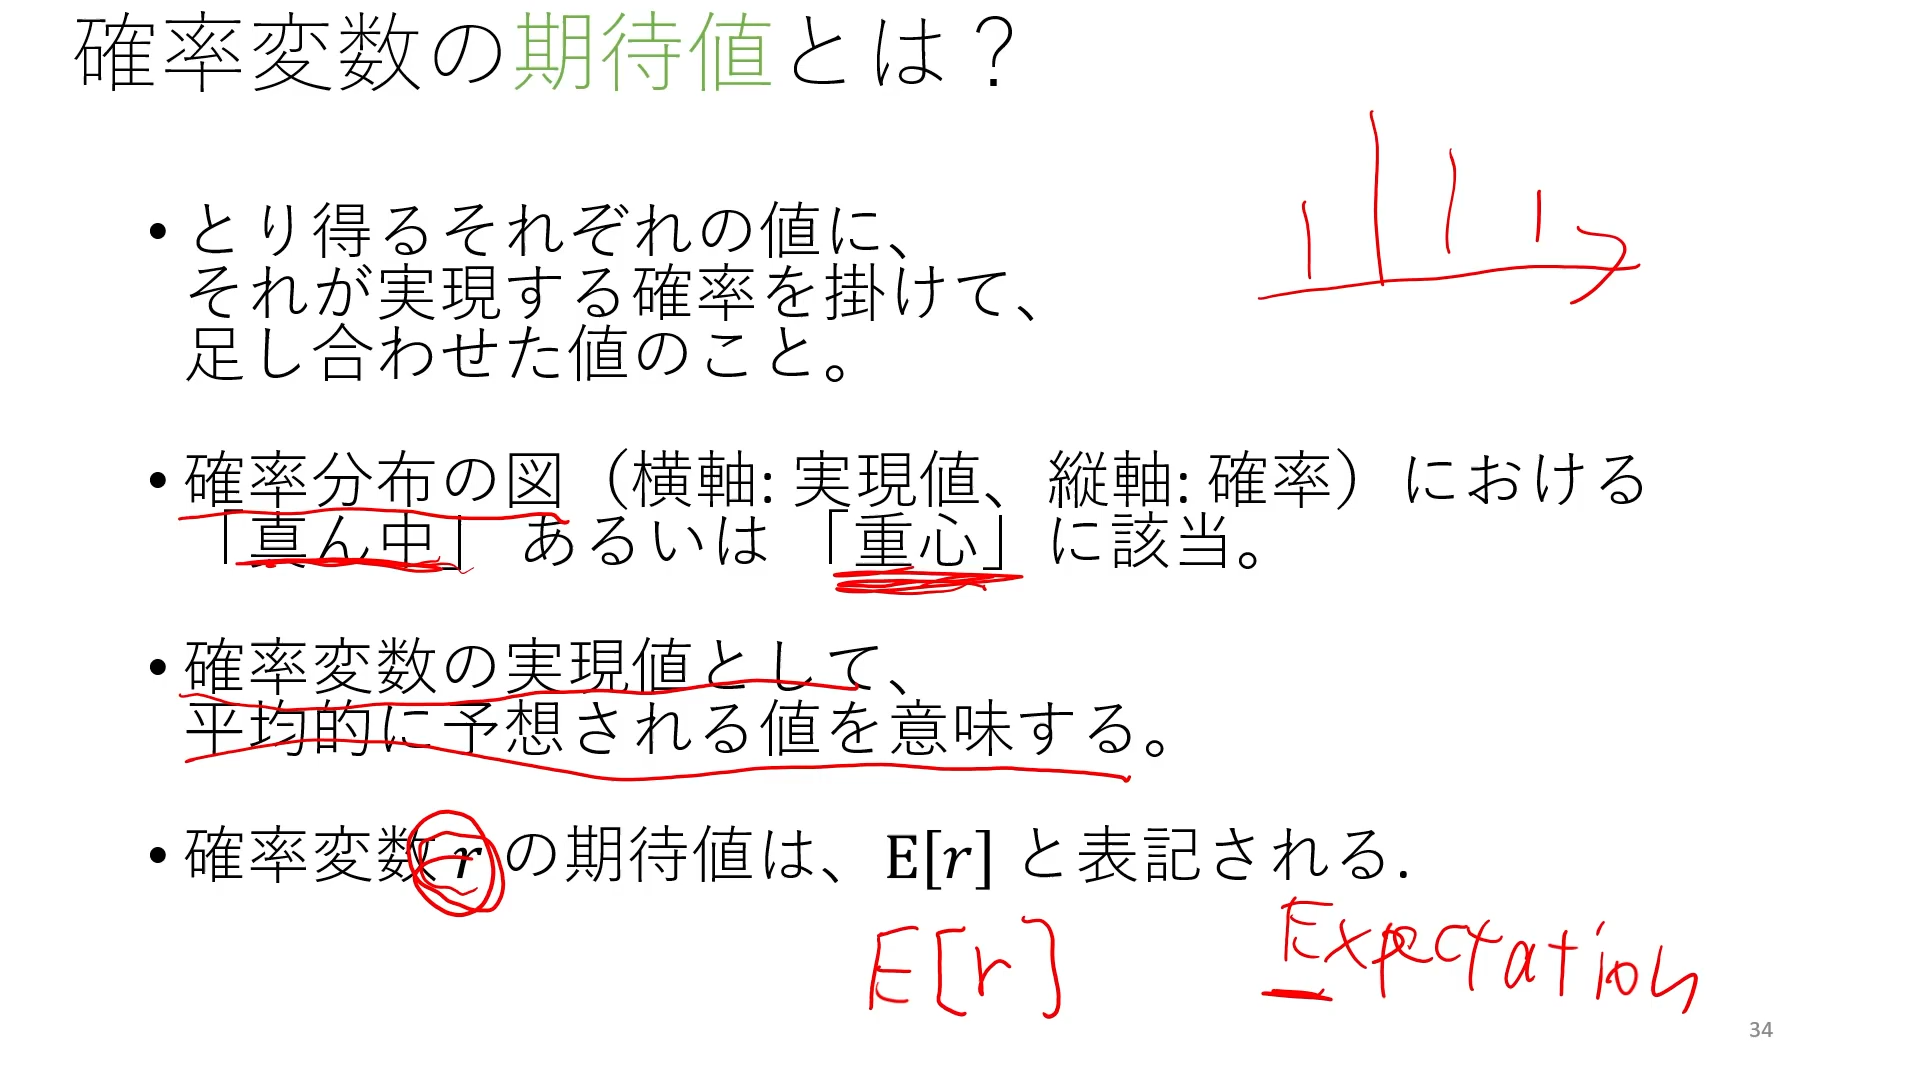 確率変数の期待値とは？
• とり得るそれぞれの値に、
それが実現する確率を掛けて、
足し合わせた値のこと。
• 確率分布の図（横軸: 実現値、縦軸: 確率）における
「真ん中」 あるいは 「重心」に該当。
• 確率変数の実現値として、
平均的に予想される値を意味する。
• 確率変数 r の期待値は、E[r] と表記される.
E[r]
Expectation
34